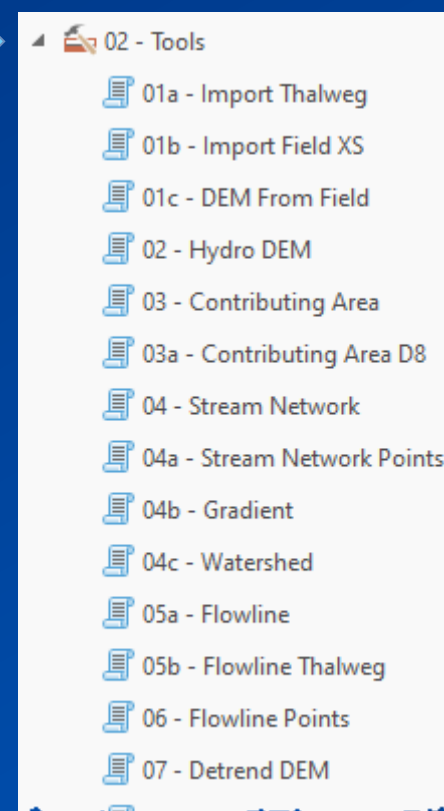 02 - Tools
01a - Import Thalweg
01b - Import Field XS
01c - DEM From Field
02 - Hydro DEM
03 - Contributing Area
03a - Contributing Area D8
04 - Stream Network
04a - Stream Network Points
04b - Gradient
04c - Watershed
05a - Flowline
05b - Flowline Thalweg
06 - Flowline Points
07 - Detrend DEM